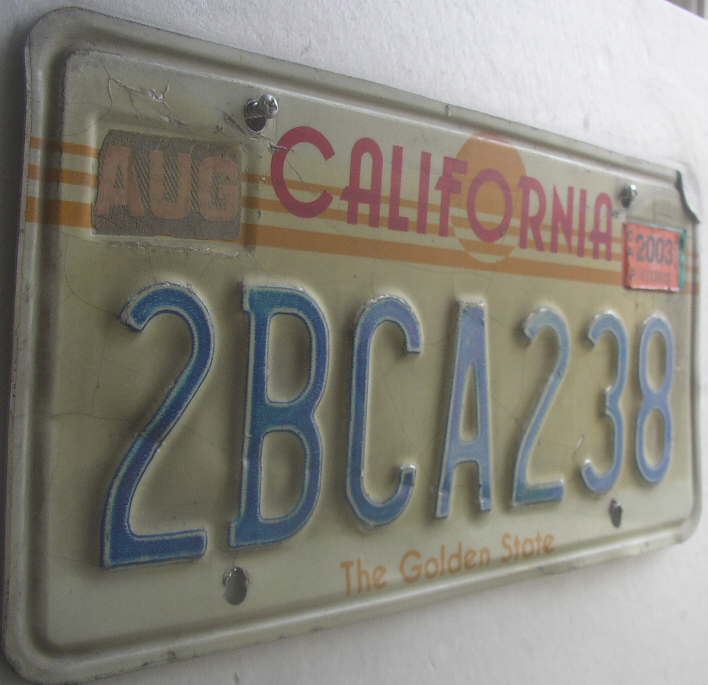 AUG
CALIFORNIA
2003
2BCA238
The Golden State